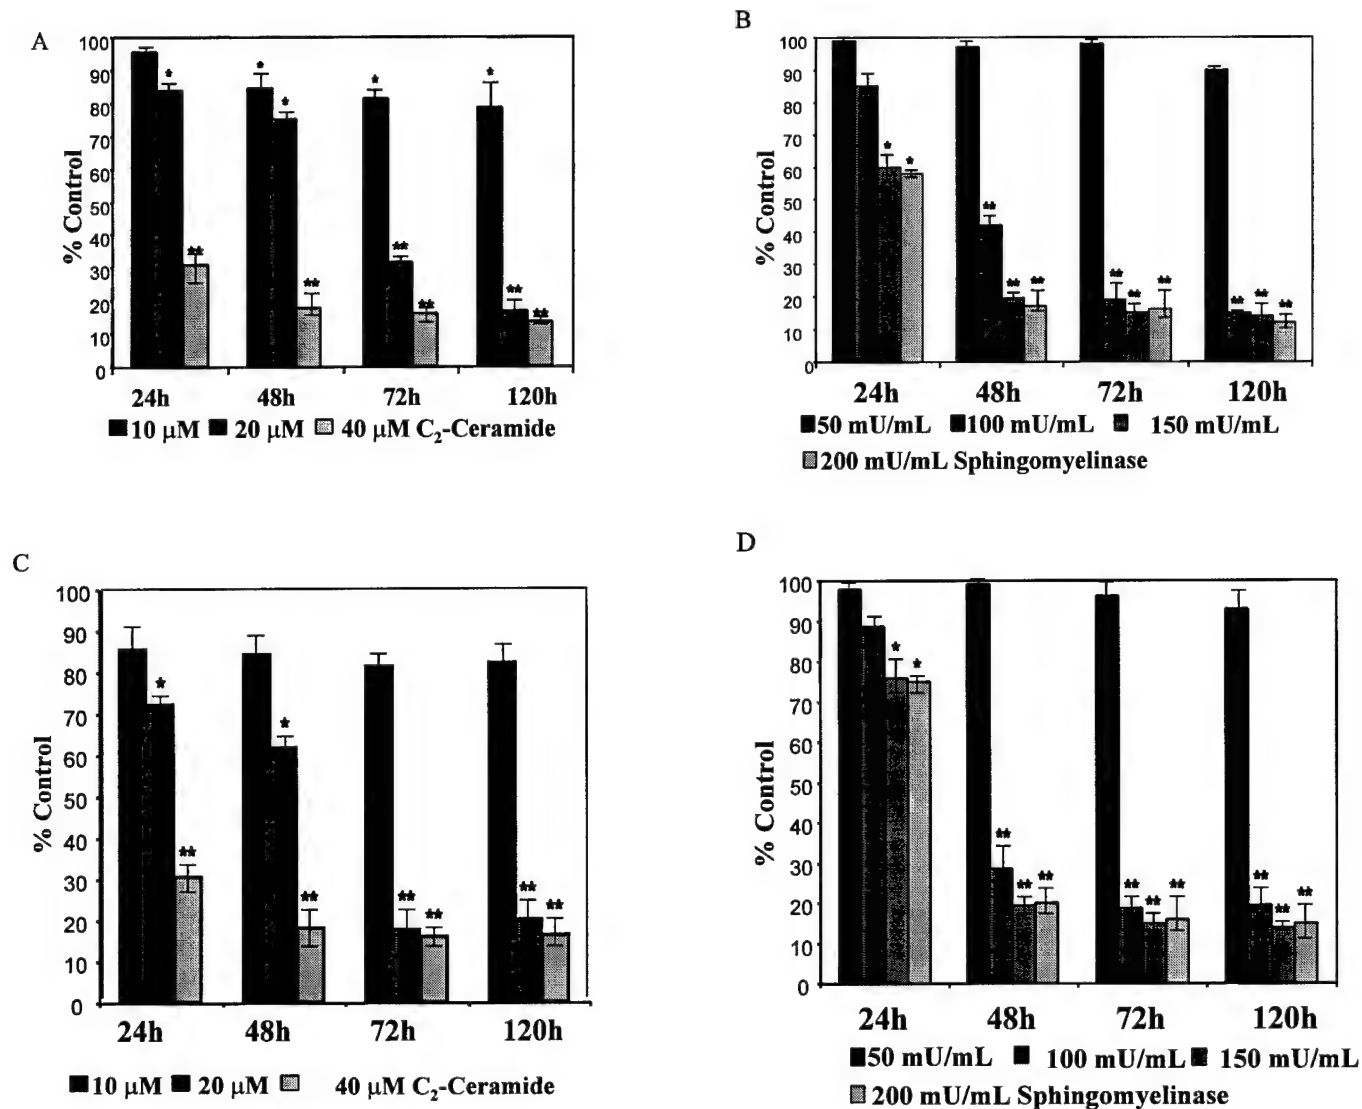 A
100
90
80
70
60
50
40
30
20
10
0
% Control
* * ** * * ** * ** ** * ** **
24h 48h 72h 120h
10 μM 20 μM 40 μM C₂-Ceramide
B
100
90
80
70
60
50
40
30
20
10
0
% Control
* * ** ** ** ** ** ** ** ** **
24h 48h 72h 120h
50 mU/mL 100 mU/mL 150 mU/mL
200 mU/mL Sphingomyelinase
C
100
90
80
70
60
50
40
30
20
10
0
% Control
* ** * ** ** ** ** **
24h 48h 72h 120h
10 μM 20 μM 40 μM C₂-Ceramide
D
100
90
80
70
60
50
40
30
20
10
0
% Control
* * ** ** ** ** ** ** ** ** **
24h 48h 72h 120h
50 mU/mL 100 mU/mL 150 mU/mL
200 mU/mL Sphingomyelinase